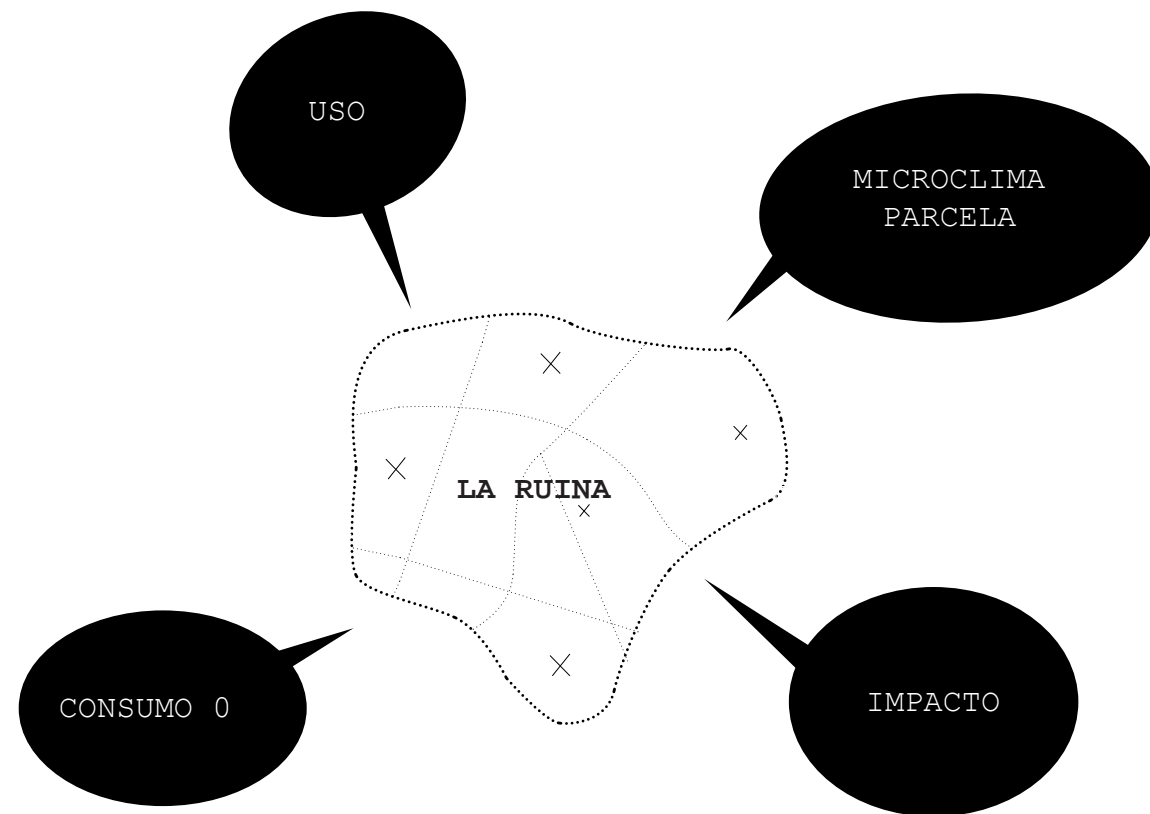 USO
MICROCLIMA
PARCELA
LA RUINA
CONSUMO 0
IMPACTO